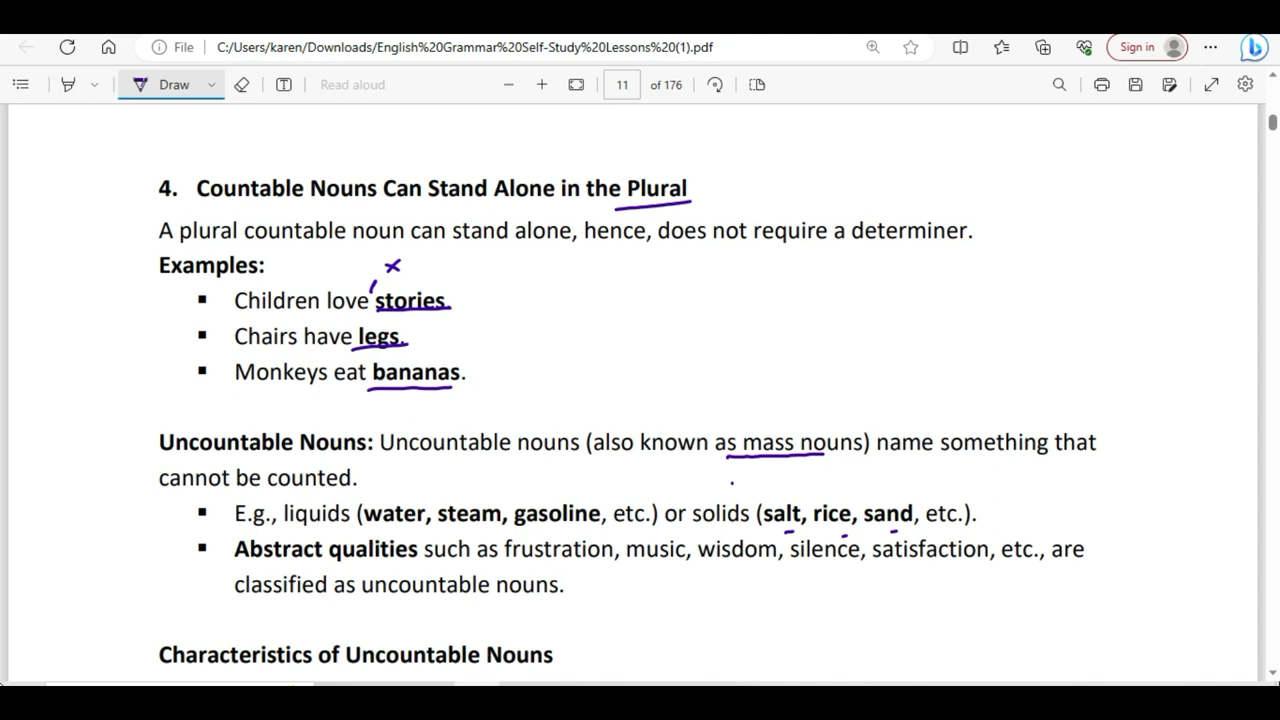 File C:/Users/karen/Downloads/English%20Grammar%20Self-Study%20Lessons%20(1).pdf Sign in
Draw Read aloud 11 of 176
4. Countable Nouns Can Stand Alone in the Plural
A plural countable noun can stand alone, hence, does not require a determiner.
Examples:
▪ Children love stories.
▪ Chairs have legs.
▪ Monkeys eat bananas.
Uncountable Nouns: Uncountable nouns (also known as mass nouns) name something that
cannot be counted.
▪ E.g., liquids (water, steam, gasoline, etc.) or solids (salt, rice, sand, etc.).
▪ Abstract qualities such as frustration, music, wisdom, silence, satisfaction, etc., are
classified as uncountable nouns.
Characteristics of Uncountable Nouns